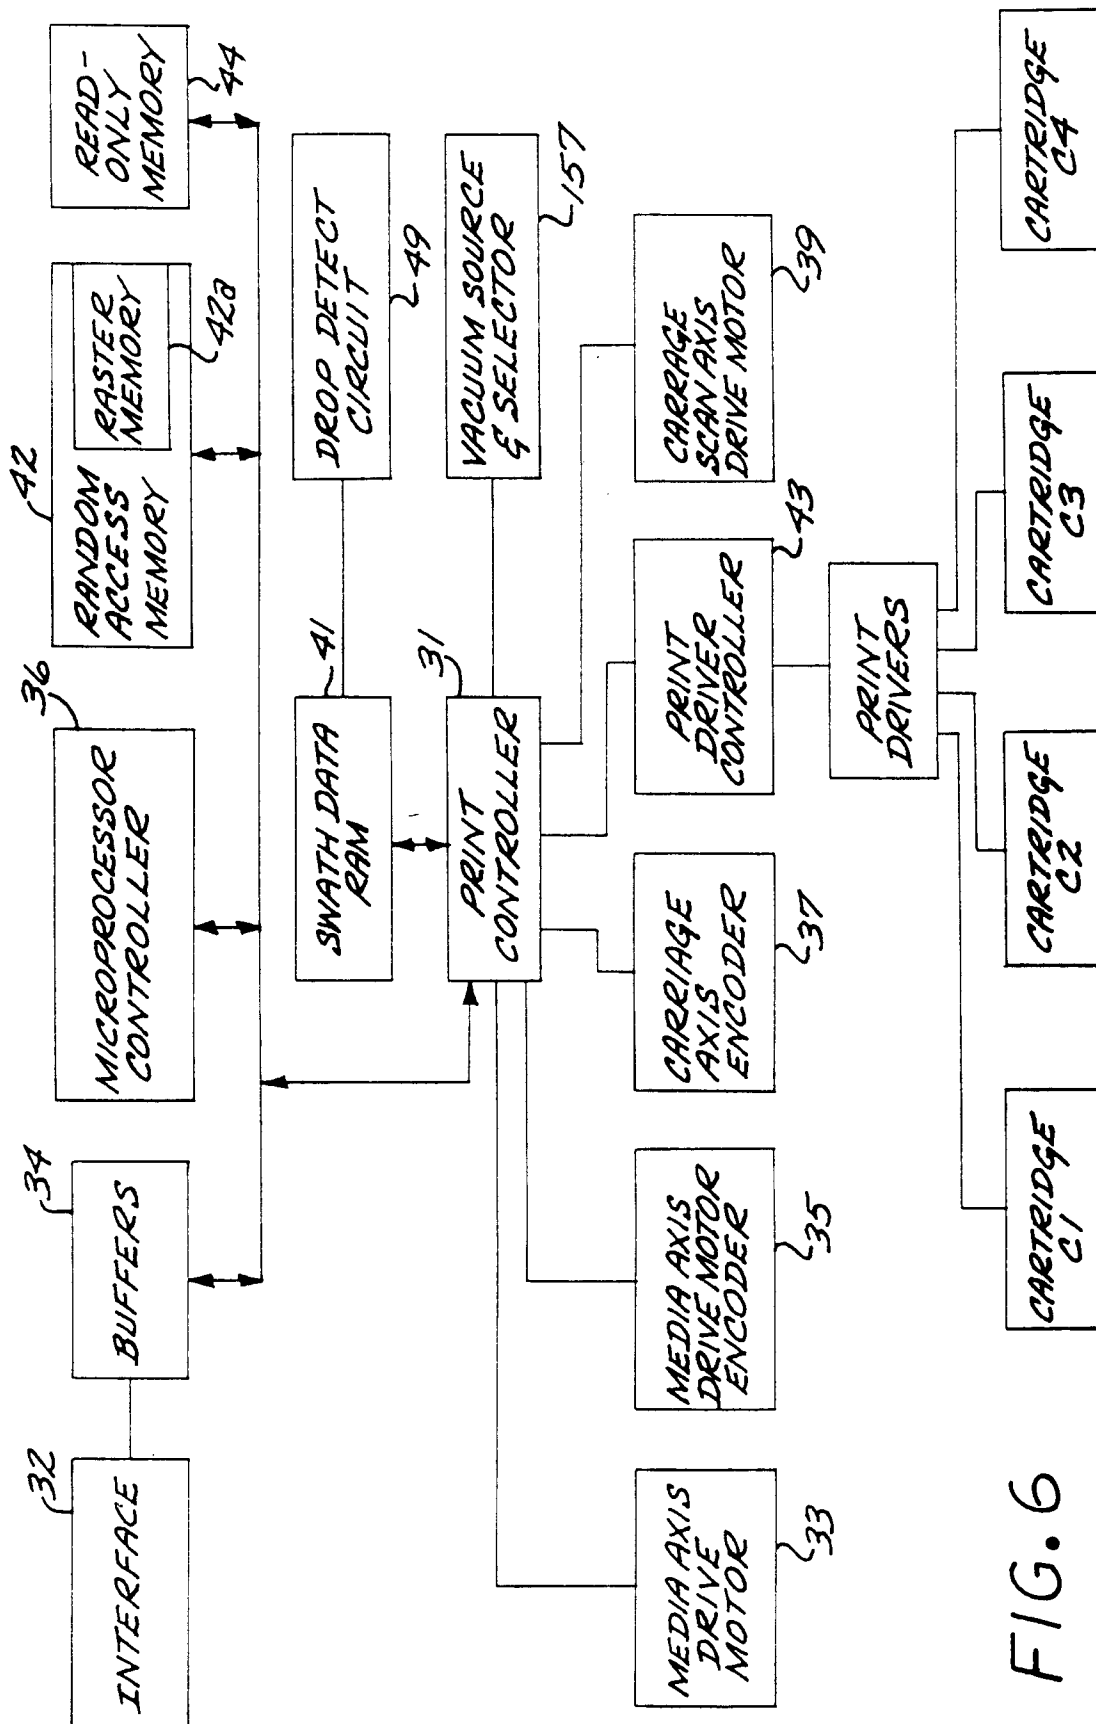 32
INTERFACE
34
BUFFERS
36
MICROPROCESSOR
CONTROLLER
42
RANDOM
ACCESS
MEMORY
RASTER
MEMORY
42a
READ-
ONLY
MEMORY
44
41
SWATH DATA
RAM
DROP DETECT
CIRCUIT
49
31
PRINT
CONTROLLER
VACUUM SOURCE
& SELECTOR
157
MEDIA AXIS
DRIVE
MOTOR
33
MEDIA AXIS
DRIVE MOTOR
ENCODER
35
CARRIAGE
AXIS
ENCODER
37
PRINT
DRIVER
CONTROLLER
43
CARRAGE
SCAN AXIS
DRIVE MOTOR
39
PRINT
DRIVERS
CARTRIDGE
C1
CARTRIDGE
C2
CARTRIDGE
C3
CARTRIDGE
C4
FIG. 6